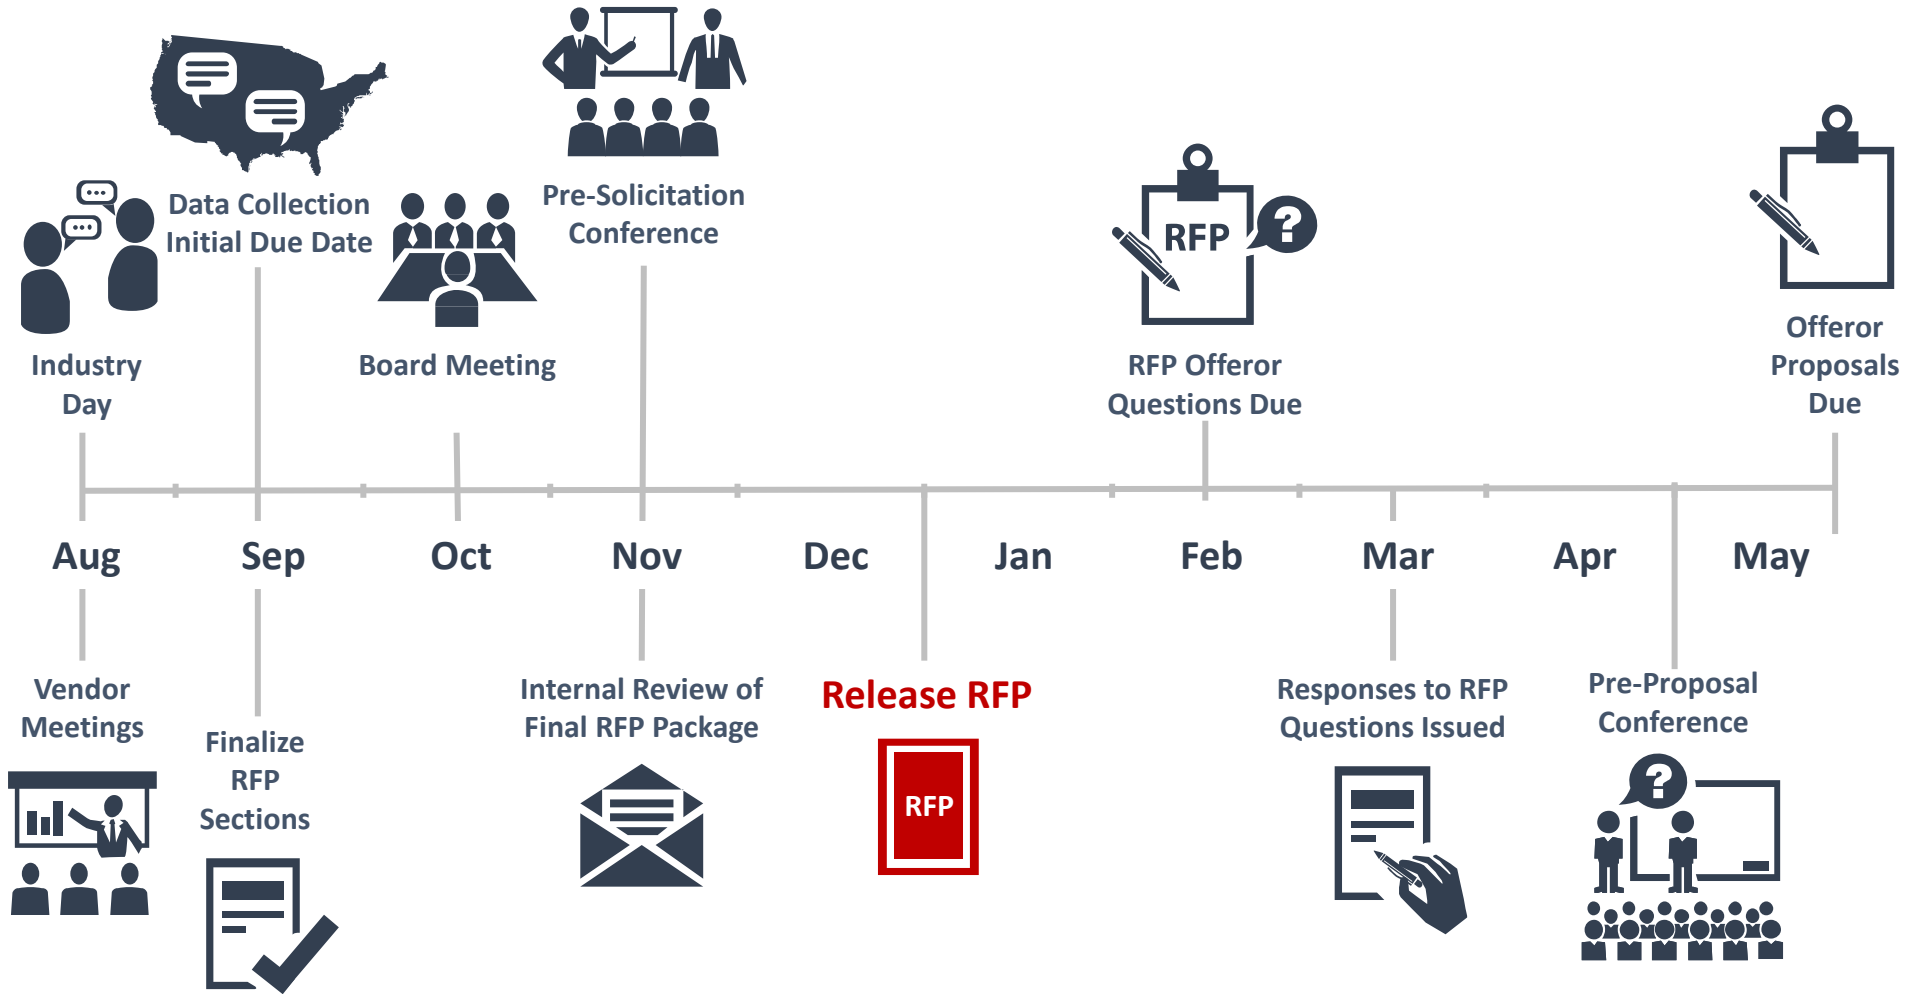 Data Collection
Initial Due Date
Pre-Solicitation
Conference
Industry
Day
Board Meeting
RFP
?
RFP Offeror
Questions Due
Offeror
Proposals
Due
Aug
Sep
Oct
Nov
Dec
Jan
Feb
Mar
Apr
May
Vendor
Meetings
Finalize
RFP
Sections
Internal Review of
Final RFP Package
Release RFP
RFP
Responses to RFP
Questions Issued
Pre-Proposal
Conference
?